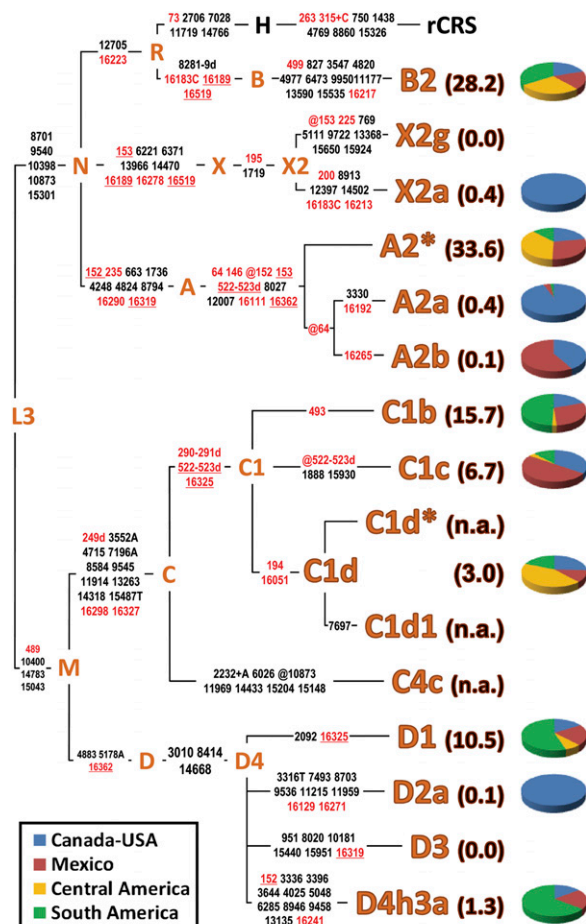 73 2706 7028
11719 14766
H
263 315+C 750 1438
4769 8860 15326
rCRS
12705
16223
R
8281-9d
16183C 16189
16519
B
499 827 3547 4820
4977 6473 9950 11177
13590 15535 16217
B2 (28.2)
8701
9540
10398
10873
15301
N
153 6221 6371
13966 14470
16189 16278 16519
X
195
1719
X2
@153 225 769
5111 9722 13368
15650 15924
X2g (0.0)
200 8913
12397 14502
16183C 16213
X2a (0.4)
152 235 663 1736
4248 4824 8794
16290 16319
A
64 146 @152 153
522-523d 8027
12007 16111 16362
A2* (33.6)
@64
3330
16192
A2a (0.4)
16265
A2b (0.1)
L3
290-291d
522-523d
16325
C1
493
C1b (15.7)
@522-523d
1888 15930
C1c (6.7)
194
16051
C1d
C1d* (n.a.)
(3.0)
7697
C1d1 (n.a.)
249d 3552A
4715 7196A
8584 9545
11914 13263
14318 15487T
16298 16327
C
2232+A 6026 @10873
11969 14433 15204 15148
C4c (n.a.)
489
10400
14783
15043
M
4883 5178A
16362
D
3010 8414
14668
D4
2092 16325
D1 (10.5)
3316T 7493 8703
9536 11215 11959
16129 16271
D2a (0.1)
951 8020 10181
15440 15951 16319
D3 (0.0)
152 3336 3396
3644 4025 5048
6285 8946 9458
13135 16241
D4h3a (1.3)
Canada-USA
Mexico
Central America
South America